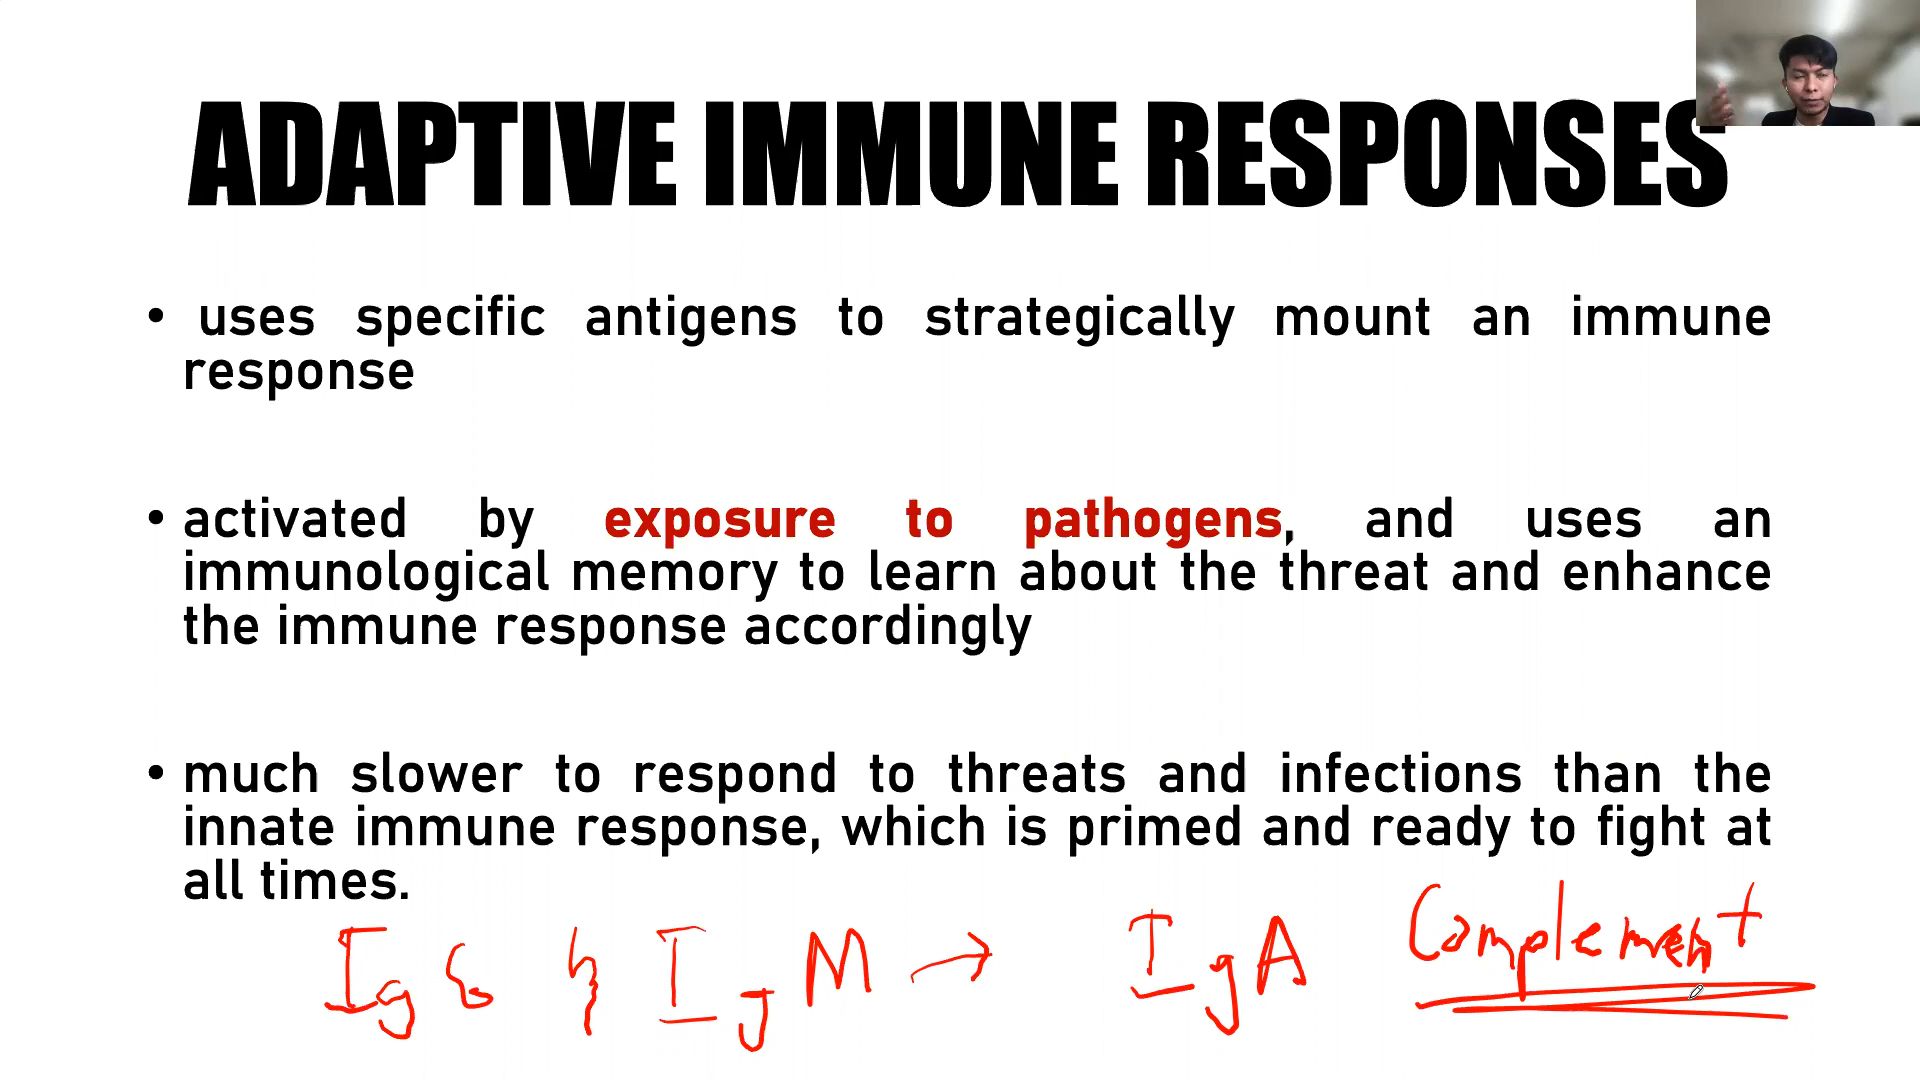 ADAPTIVE IMMUNE RESPONSES
• uses specific antigens to strategically mount an immune
response
• activated by exposure to pathogens, and uses an
immunological memory to learn about the threat and enhance
the immune response accordingly
• much slower to respond to threats and infections than the
innate immune response, which is primed and ready to fight at
all times.
IgG & IgM → IgA Complement